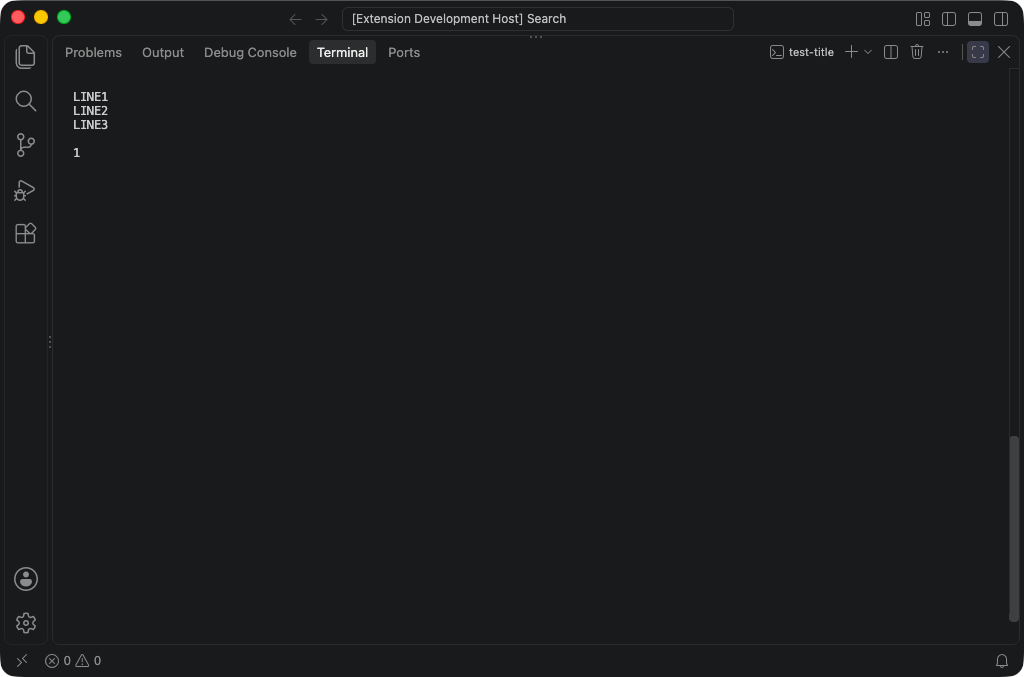 [Extension Development Host] Search
Problems Output Debug Console Terminal Ports test-title
LINE1
LINE2
LINE3
1
0 0